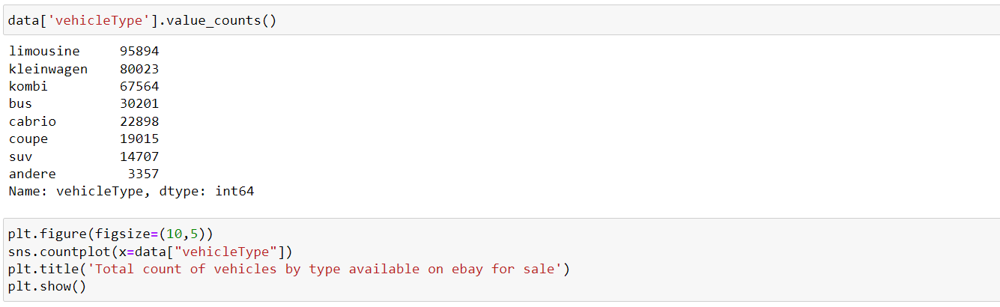 data['vehicleType'].value_counts()
limousine     95894
kleinwagen    80023
kombi         67564
bus           30201
cabrio        22898
coupe         19015
suv           14707
andere         3357
Name: vehicleType, dtype: int64
plt.figure(figsize=(10,5))
sns.countplot(x=data["vehicleType"])
plt.title('Total count of vehicles by type available on ebay for sale')
plt.show()